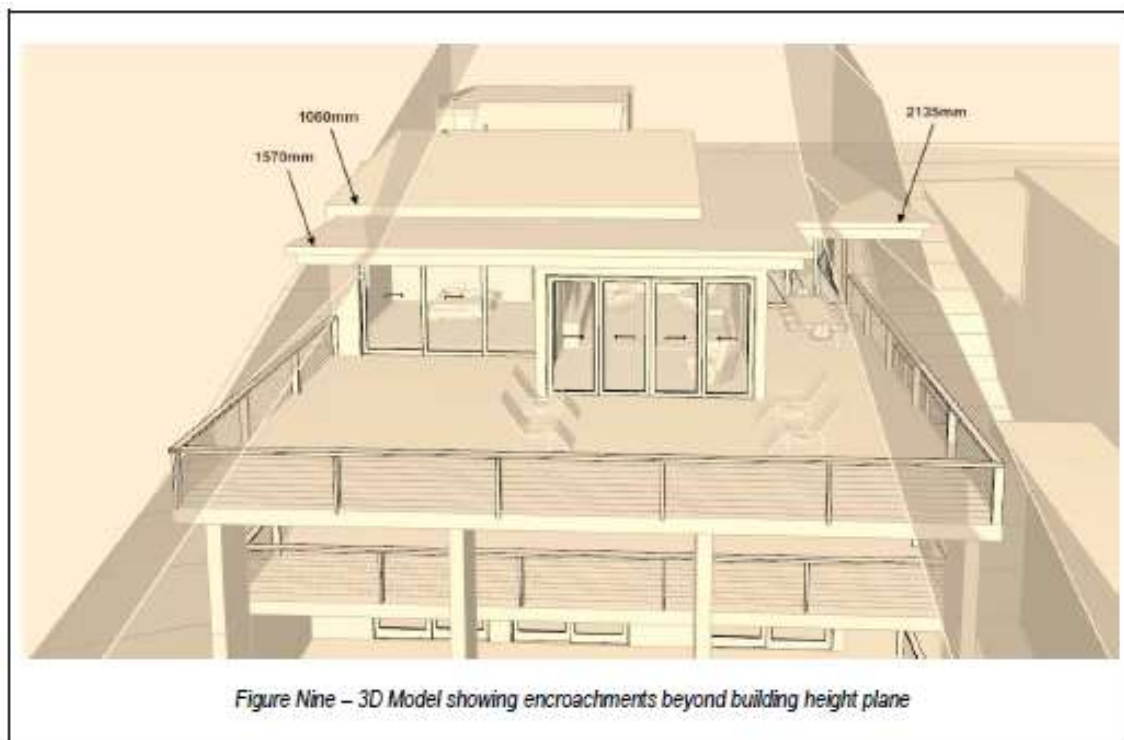 1060mm
2135mm
1570mm
Figure Nine – 3D Model showing encroachments beyond building height plane